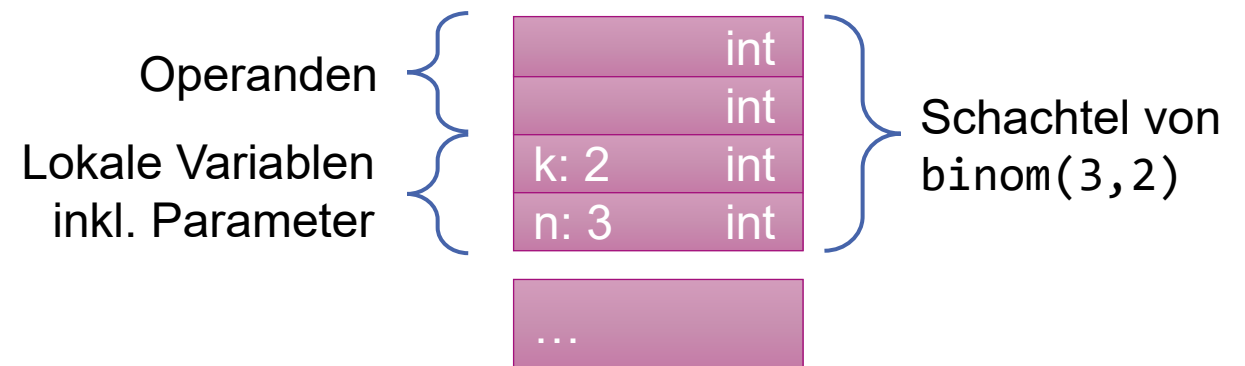 Operanden
Lokale Variablen
inkl. Parameter
int
int
k: 2 int
n: 3 int
…
Schachtel von
binom(3,2)